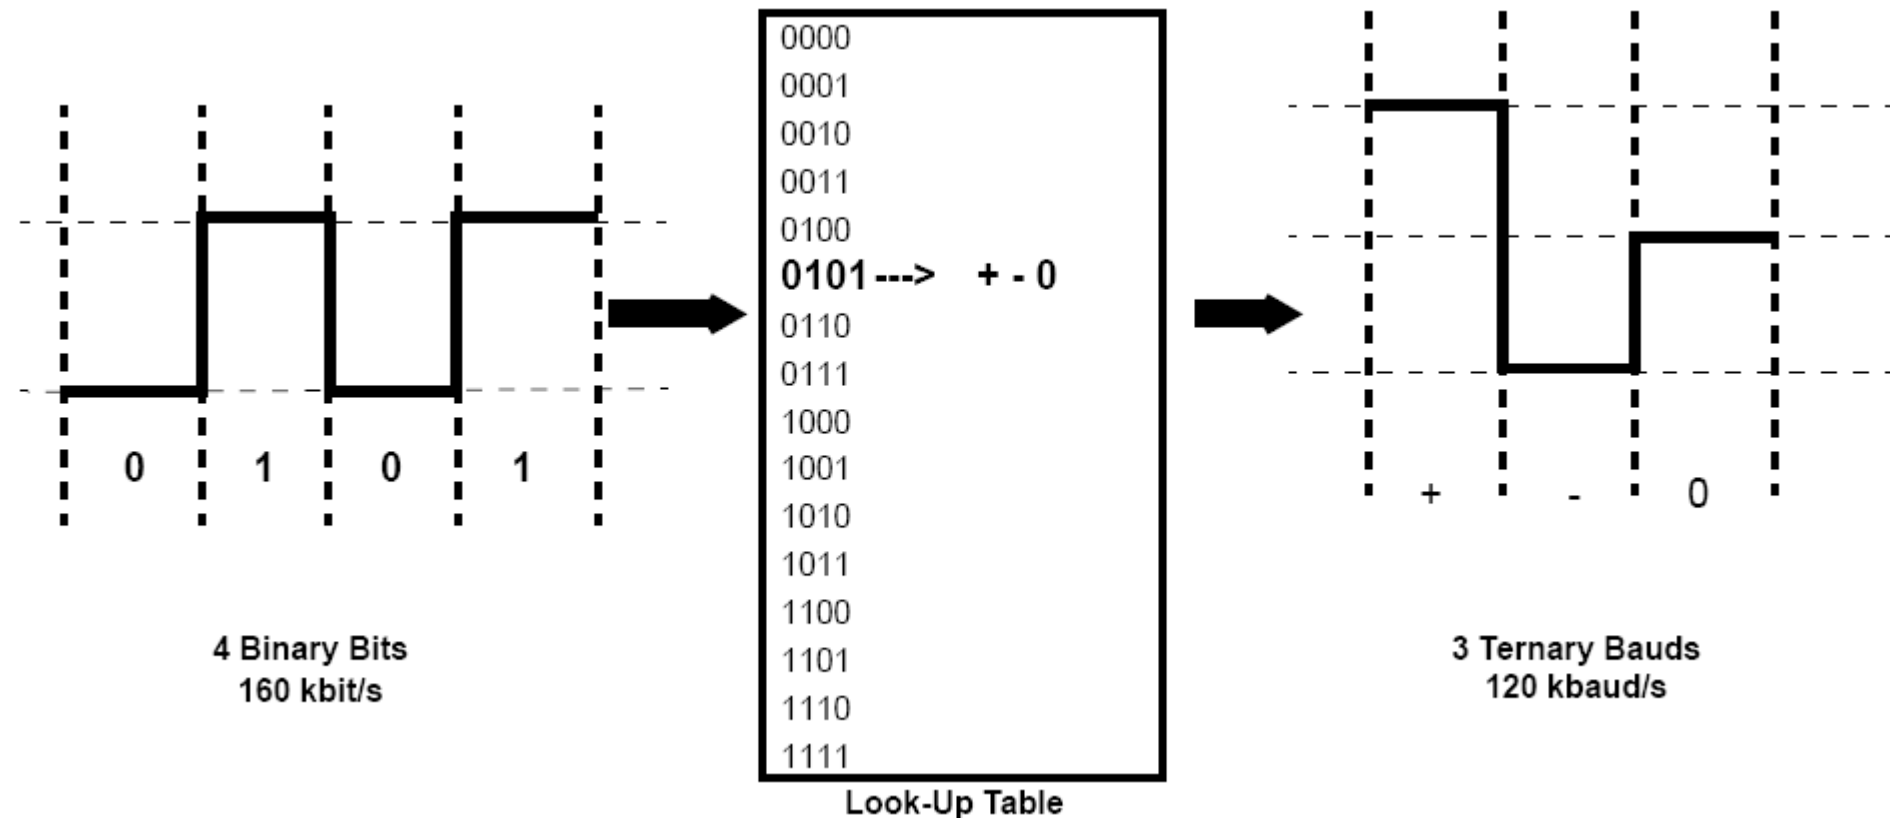 0 1 0 1
4 Binary Bits
160 kbit/s
0000
0001
0010
0011
0100
0101 ---> + - 0
0110
0111
1000
1001
1010
1011
1100
1101
1110
1111
Look-Up Table
+ - 0
3 Ternary Bauds
120 kbaud/s